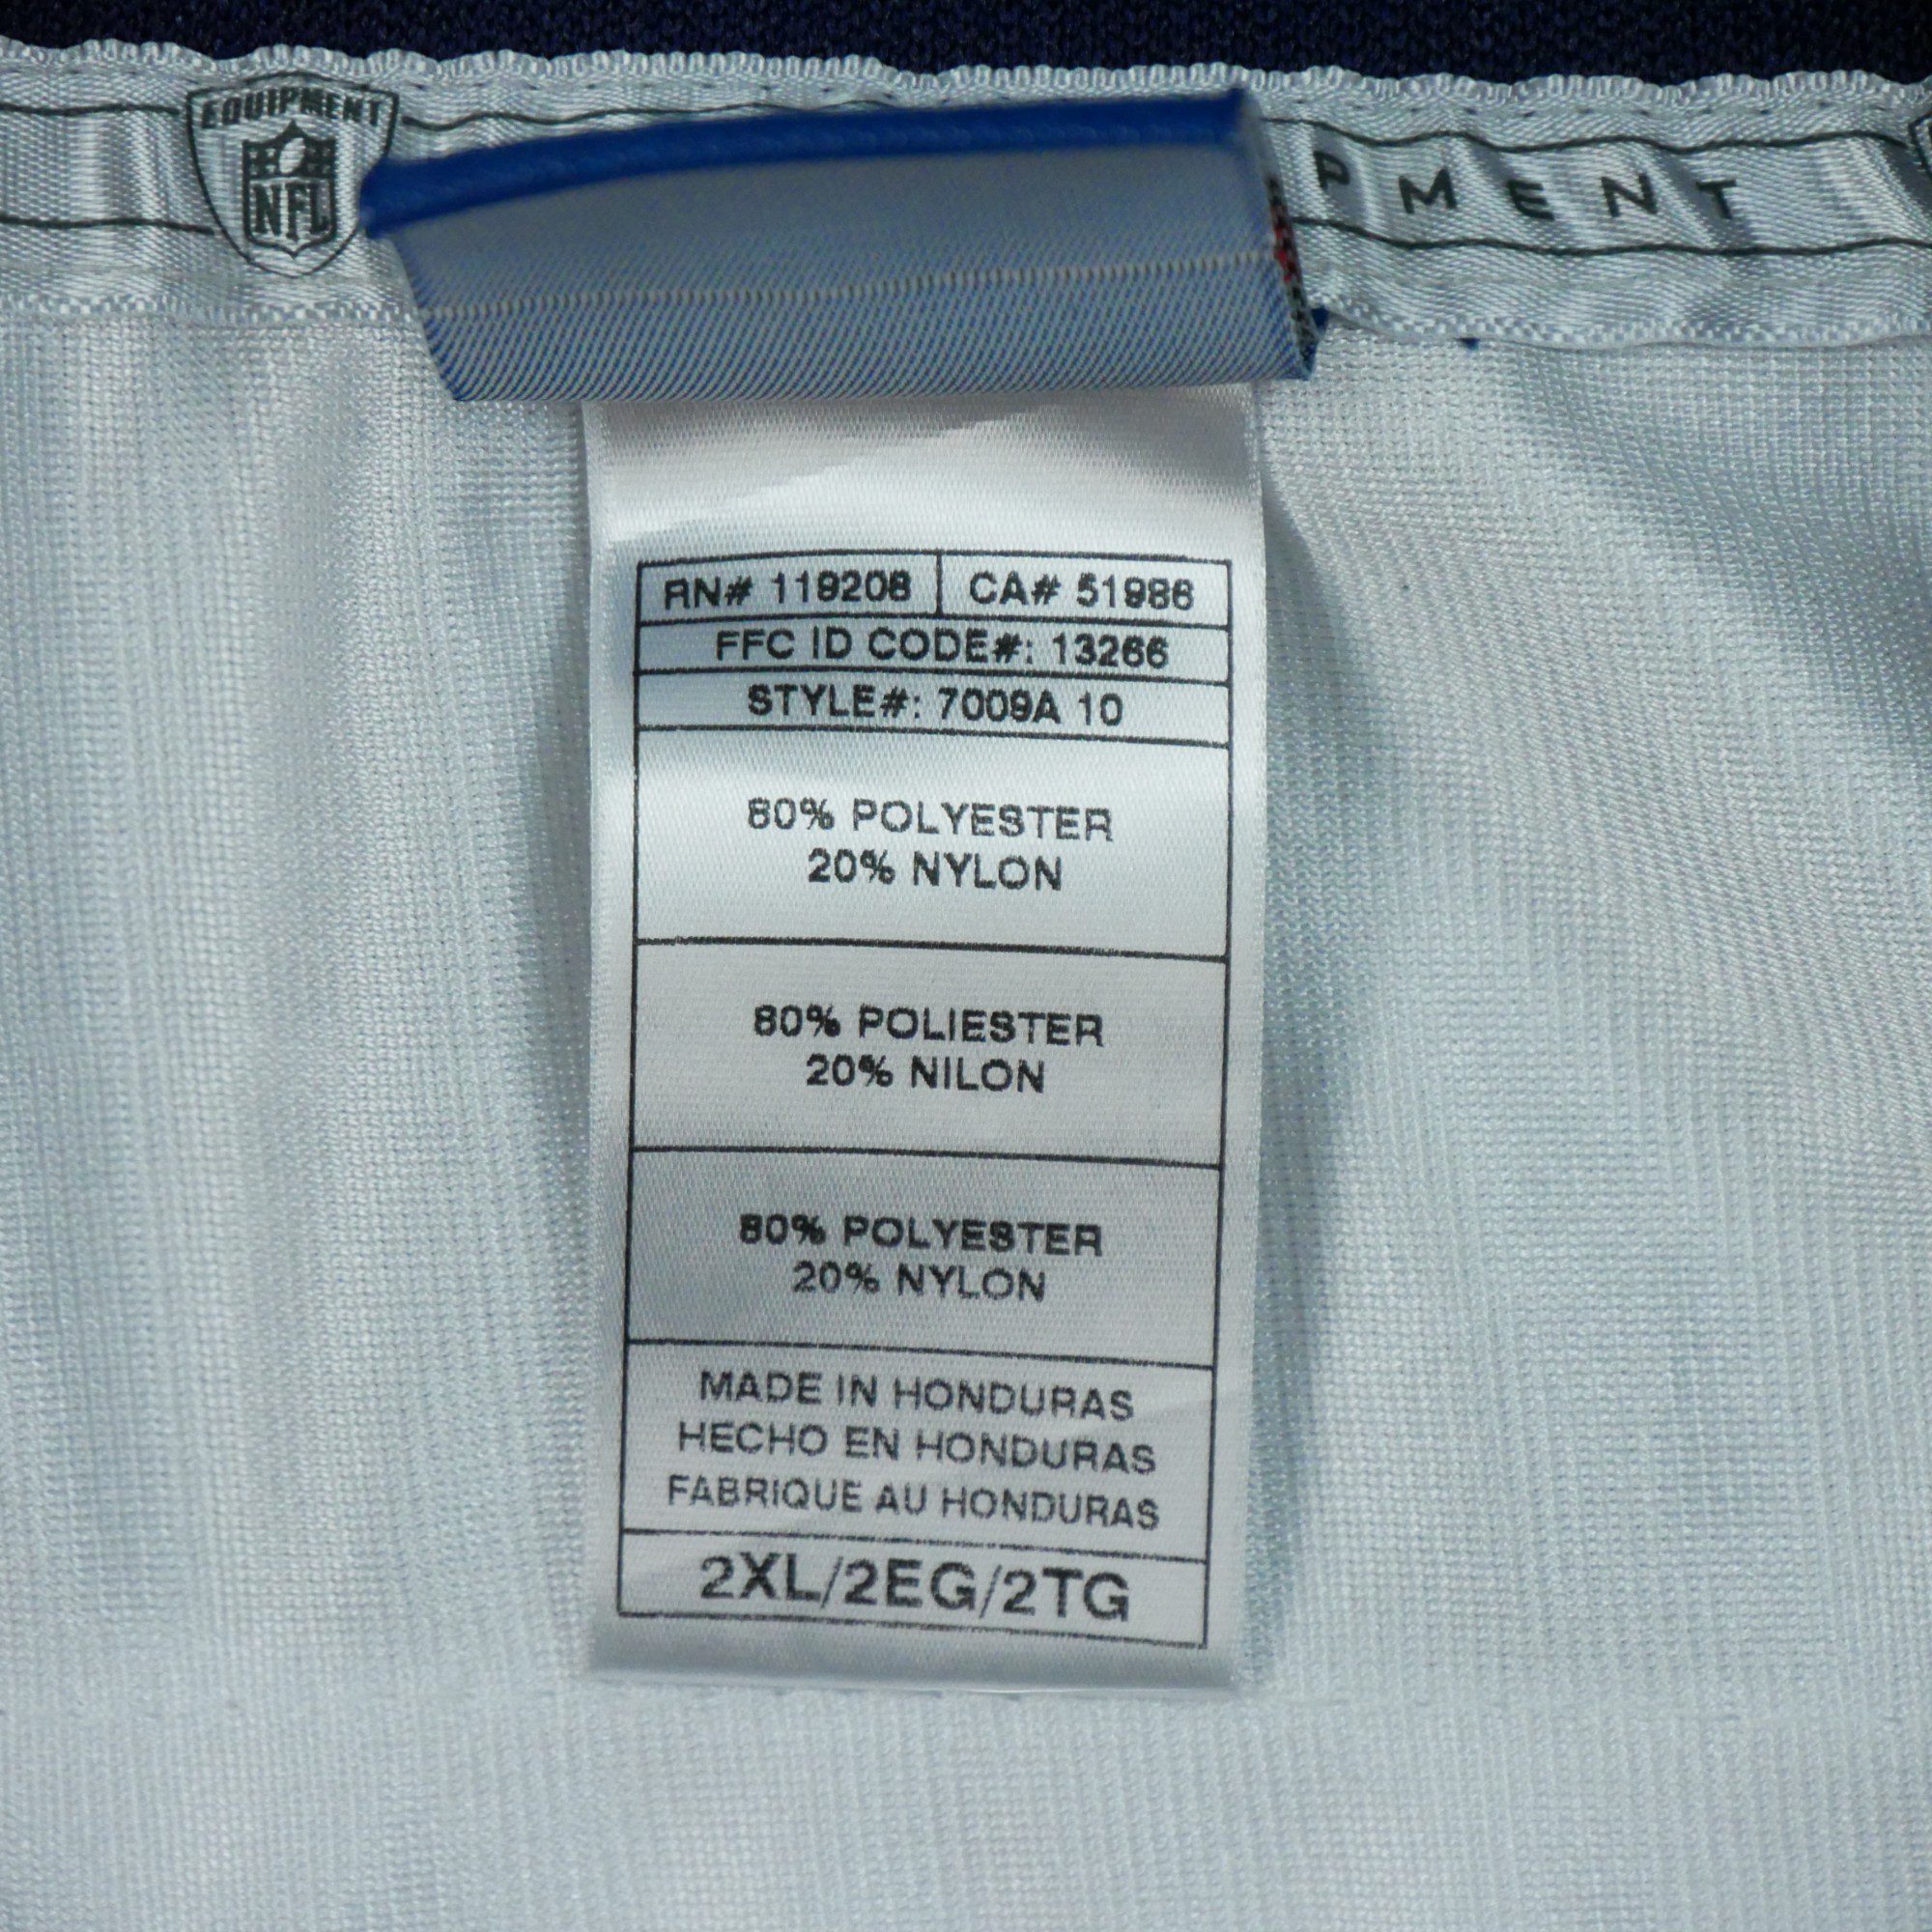 EQUIPMENT
NFL
PMENT
RN# 119208 CA# 51986
FFC ID CODE#: 13266
STYLE#: 7009A 10
80% POLYESTER
20% NYLON
80% POLIESTER
20% NILON
80% POLYESTER
20% NYLON
MADE IN HONDURAS
HECHO EN HONDURAS
FABRIQUE AU HONDURAS
2XL/2EG/2TG